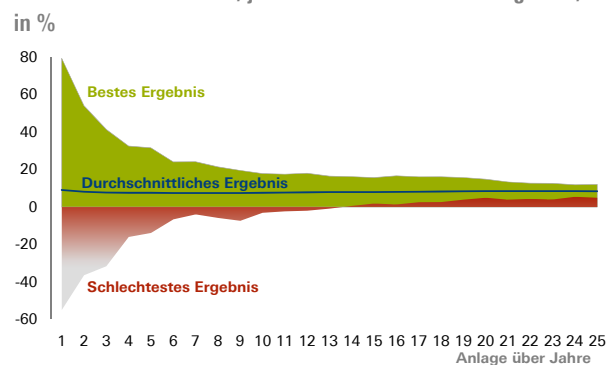 in %
80
60
40
20
0
-20
-40
-60
Bestes Ergebnis
Durchschnittliches Ergebnis
Schlechtestes Ergebnis
1 2 3 4 5 6 7 8 9 10 11 12 13 14 15 16 17 18 19 20 21 22 23 24 25
Anlage über Jahre